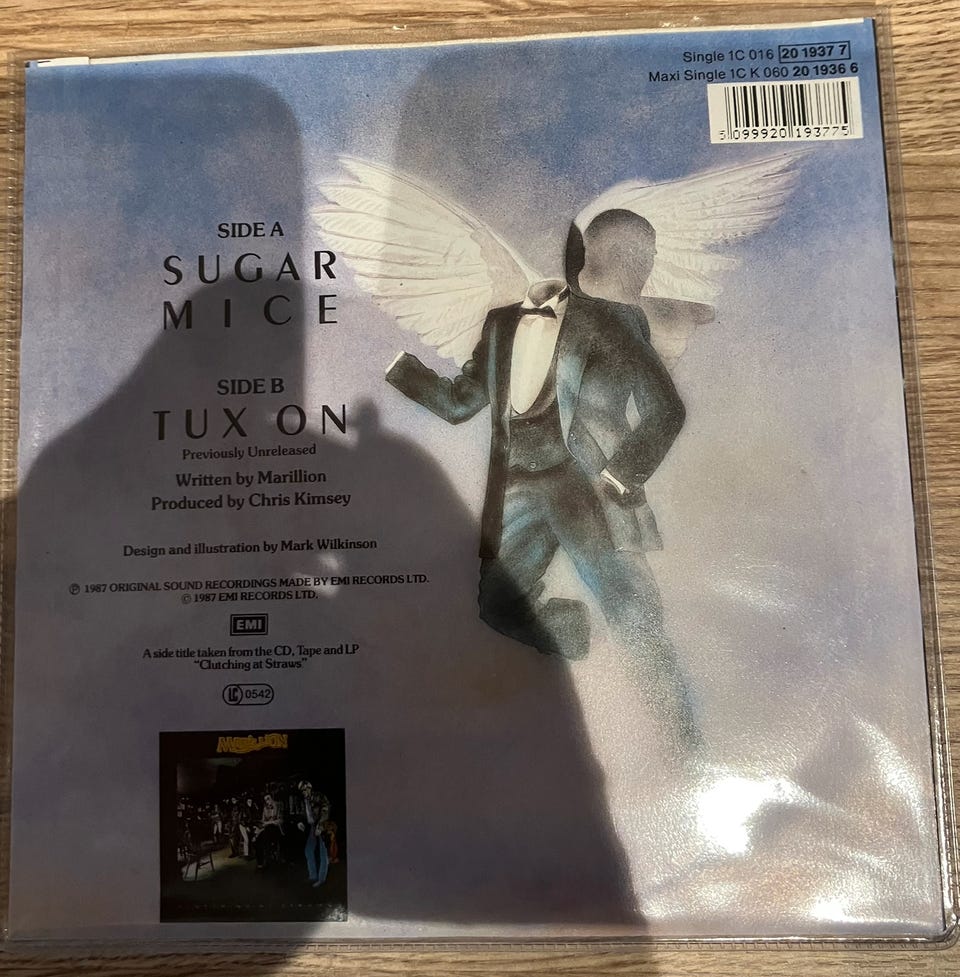 Single 1C 016 20 1937 7
Maxi Single 1C K 060 20 1936 6
5 099920 193775
SIDE A
SUGAR
MICE
SIDE B
TUX ON
Previously Unreleased
Written by Marillion
Produced by Chris Kimsey
Design and illustration by Mark Wilkinson
℗ 1987 ORIGINAL SOUND RECORDINGS MADE BY EMI RECORDS LTD.
© 1987 EMI RECORDS LTD.
EMI
A side title taken from the CD, Tape and LP
“Clutching at Straws”
LC 0542
MARILLION